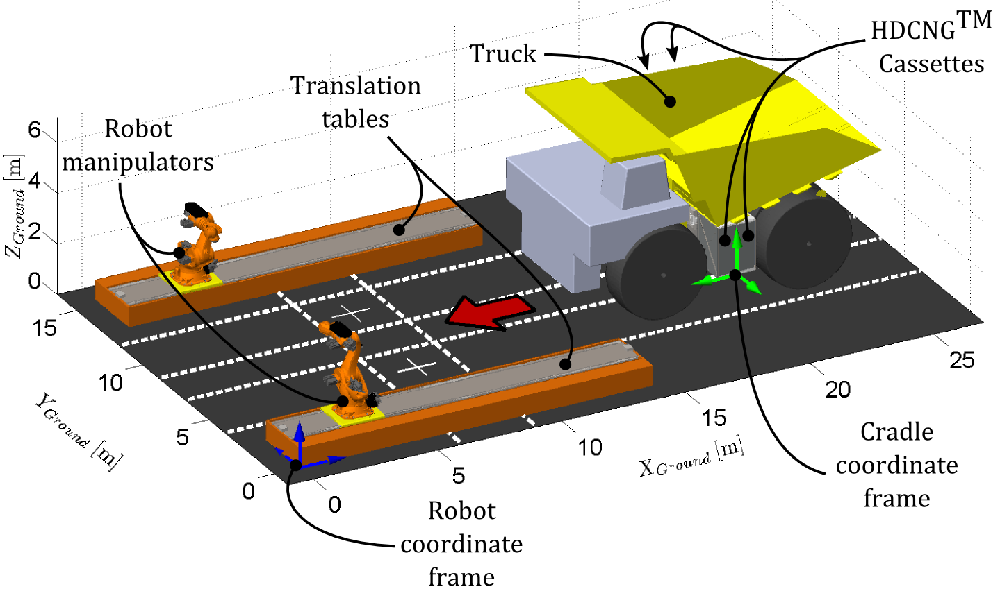 HDCNG™
Cassettes
Truck
Translation
tables
Robot
manipulators
6
4
2
0
Z_Ground [m]
15
10
5
0
Y_Ground [m]
0
5
10
15
20
25
X_Ground [m]
Cradle
coordinate
frame
Robot
coordinate
frame